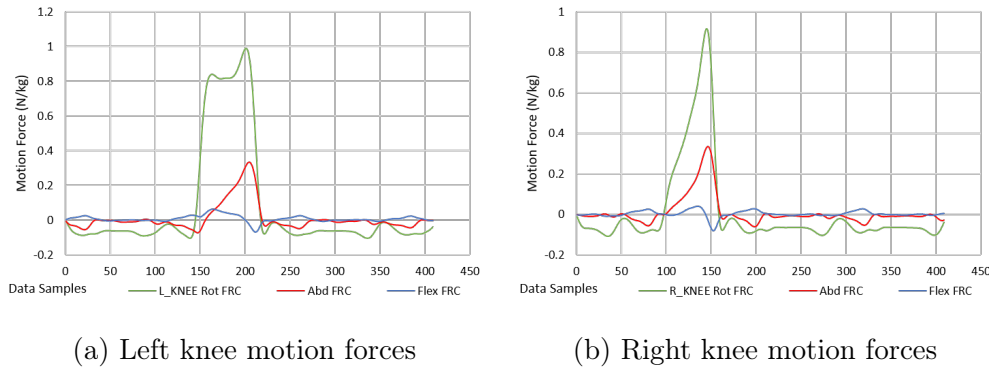 1.2
1
0.8
0.6
0.4
0.2
0
-0.2
Motion Force (N/kg)
0 50 100 150 200 250 300 350 400 450
Data Samples L_KNEE Rot FRC Abd FRC Flex FRC
(a) Left knee motion forces
1
0.8
0.6
0.4
0.2
0
-0.2
Motion Force (N/kg)
0 50 100 150 200 250 300 350 400 450
Data Samples R_KNEE Rot FRC Abd FRC Flex FRC
(b) Right knee motion forces